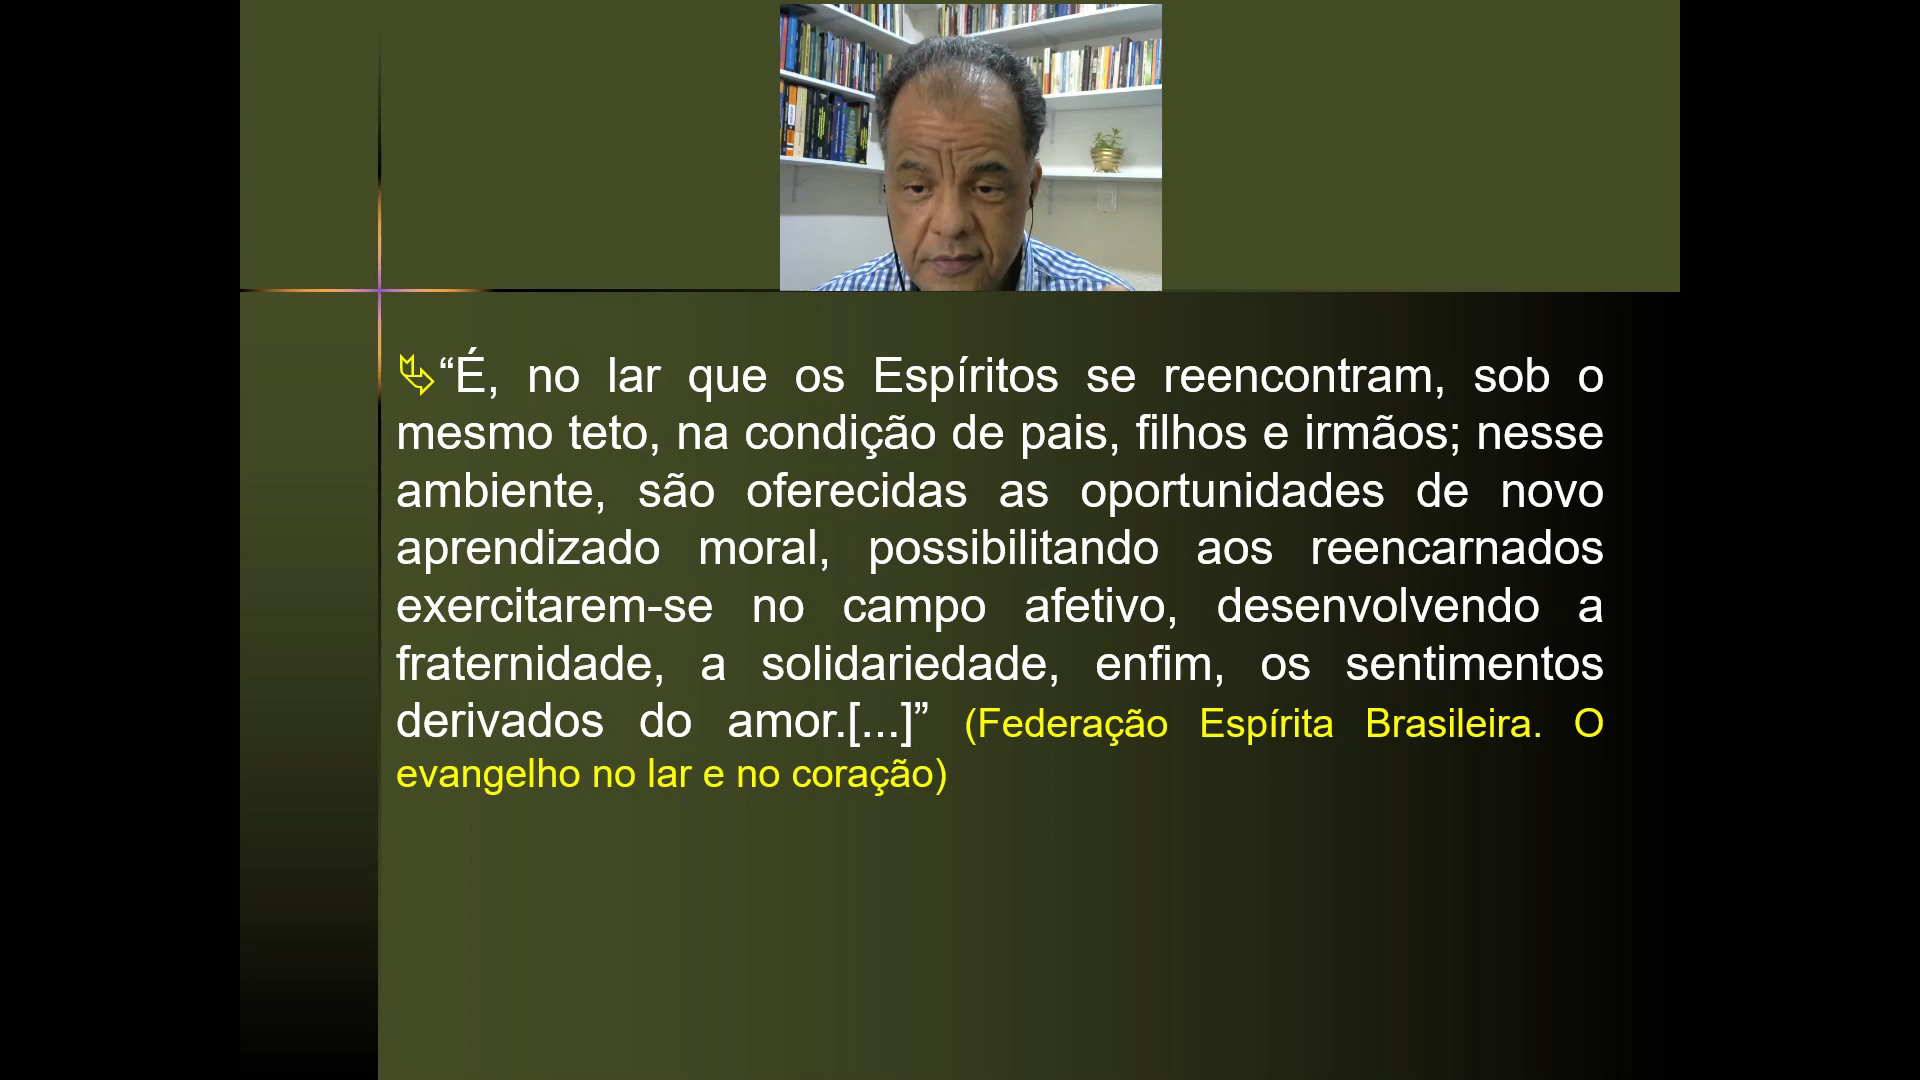 “É, no lar que os Espíritos se reencontram, sob o
mesmo teto, na condição de pais, filhos e irmãos; nesse
ambiente, são oferecidas as oportunidades de novo
aprendizado moral, possibilitando aos reencarnados
exercitarem-se no campo afetivo, desenvolvendo a
fraternidade, a solidariedade, enfim, os sentimentos
derivados do amor.[...]” (Federação Espírita Brasileira. O
evangelho no lar e no coração)